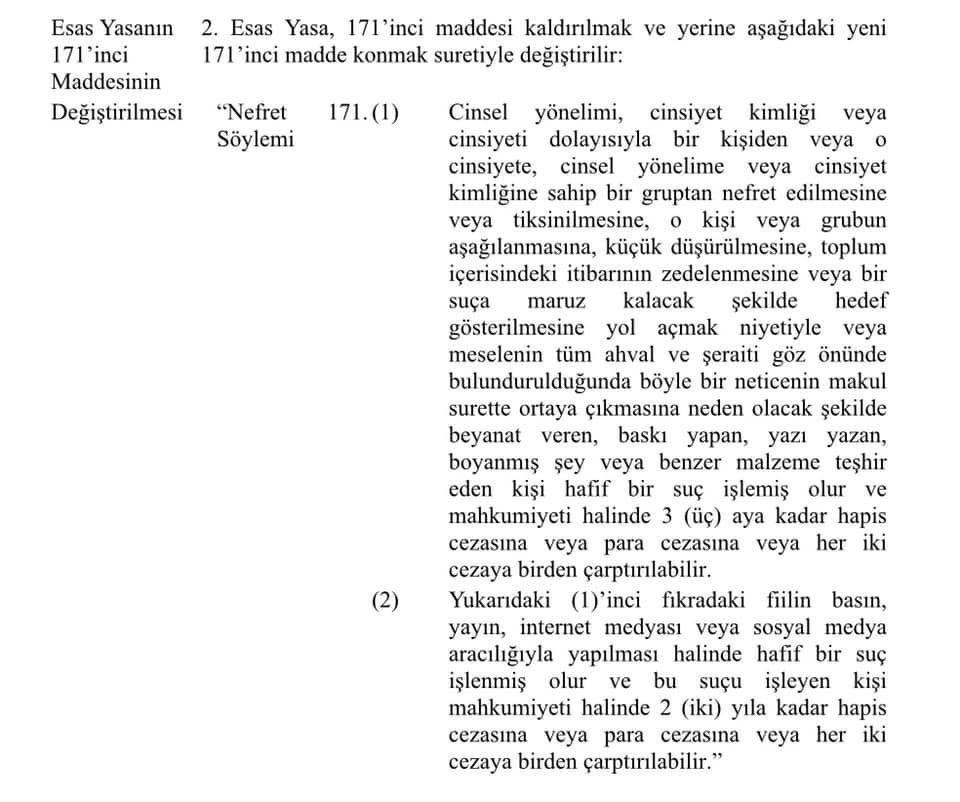 Esas Yasanın 2. Esas Yasa, 171’inci maddesi kaldırılmak ve yerine aşağıdaki yeni
171’inci 171’inci madde konmak suretiyle değiştirilir:
Maddesinin
Değiştirilmesi “Nefret 171. (1) Cinsel yönelimi, cinsiyet kimliği veya
Söylemi cinsiyeti dolayısıyla bir kişiden veya o
cinsiyete, cinsel yönelime veya cinsiyet
kimliğine sahip bir gruptan nefret edilmesine
veya tiksinilmesine, o kişi veya grubun
aşağılanmasına, küçük düşürülmesine, toplum
içerisindeki itibarının zedelenmesine veya bir
suça maruz kalacak şekilde hedef
gösterilmesine yol açmak niyetiyle veya
meselenin tüm ahval ve şeraiti göz önünde
bulundurulduğunda böyle bir neticenin makul
surette ortaya çıkmasına neden olacak şekilde
beyanat veren, baskı yapan, yazı yazan,
boyanmış şey veya benzer malzeme teşhir
eden kişi hafif bir suç işlemiş olur ve
mahkumiyeti halinde 3 (üç) aya kadar hapis
cezasına veya para cezasına veya her iki
cezaya birden çarptırılabilir.
(2) Yukarıdaki (1)’inci fıkradaki fiilin basın,
yayın, internet medyası veya sosyal medya
aracılığıyla yapılması halinde hafif bir suç
işlenmiş olur ve bu suçu işleyen kişi
mahkumiyeti halinde 2 (iki) yıla kadar hapis
cezasına veya para cezasına veya her iki
cezaya birden çarptırılabilir.”